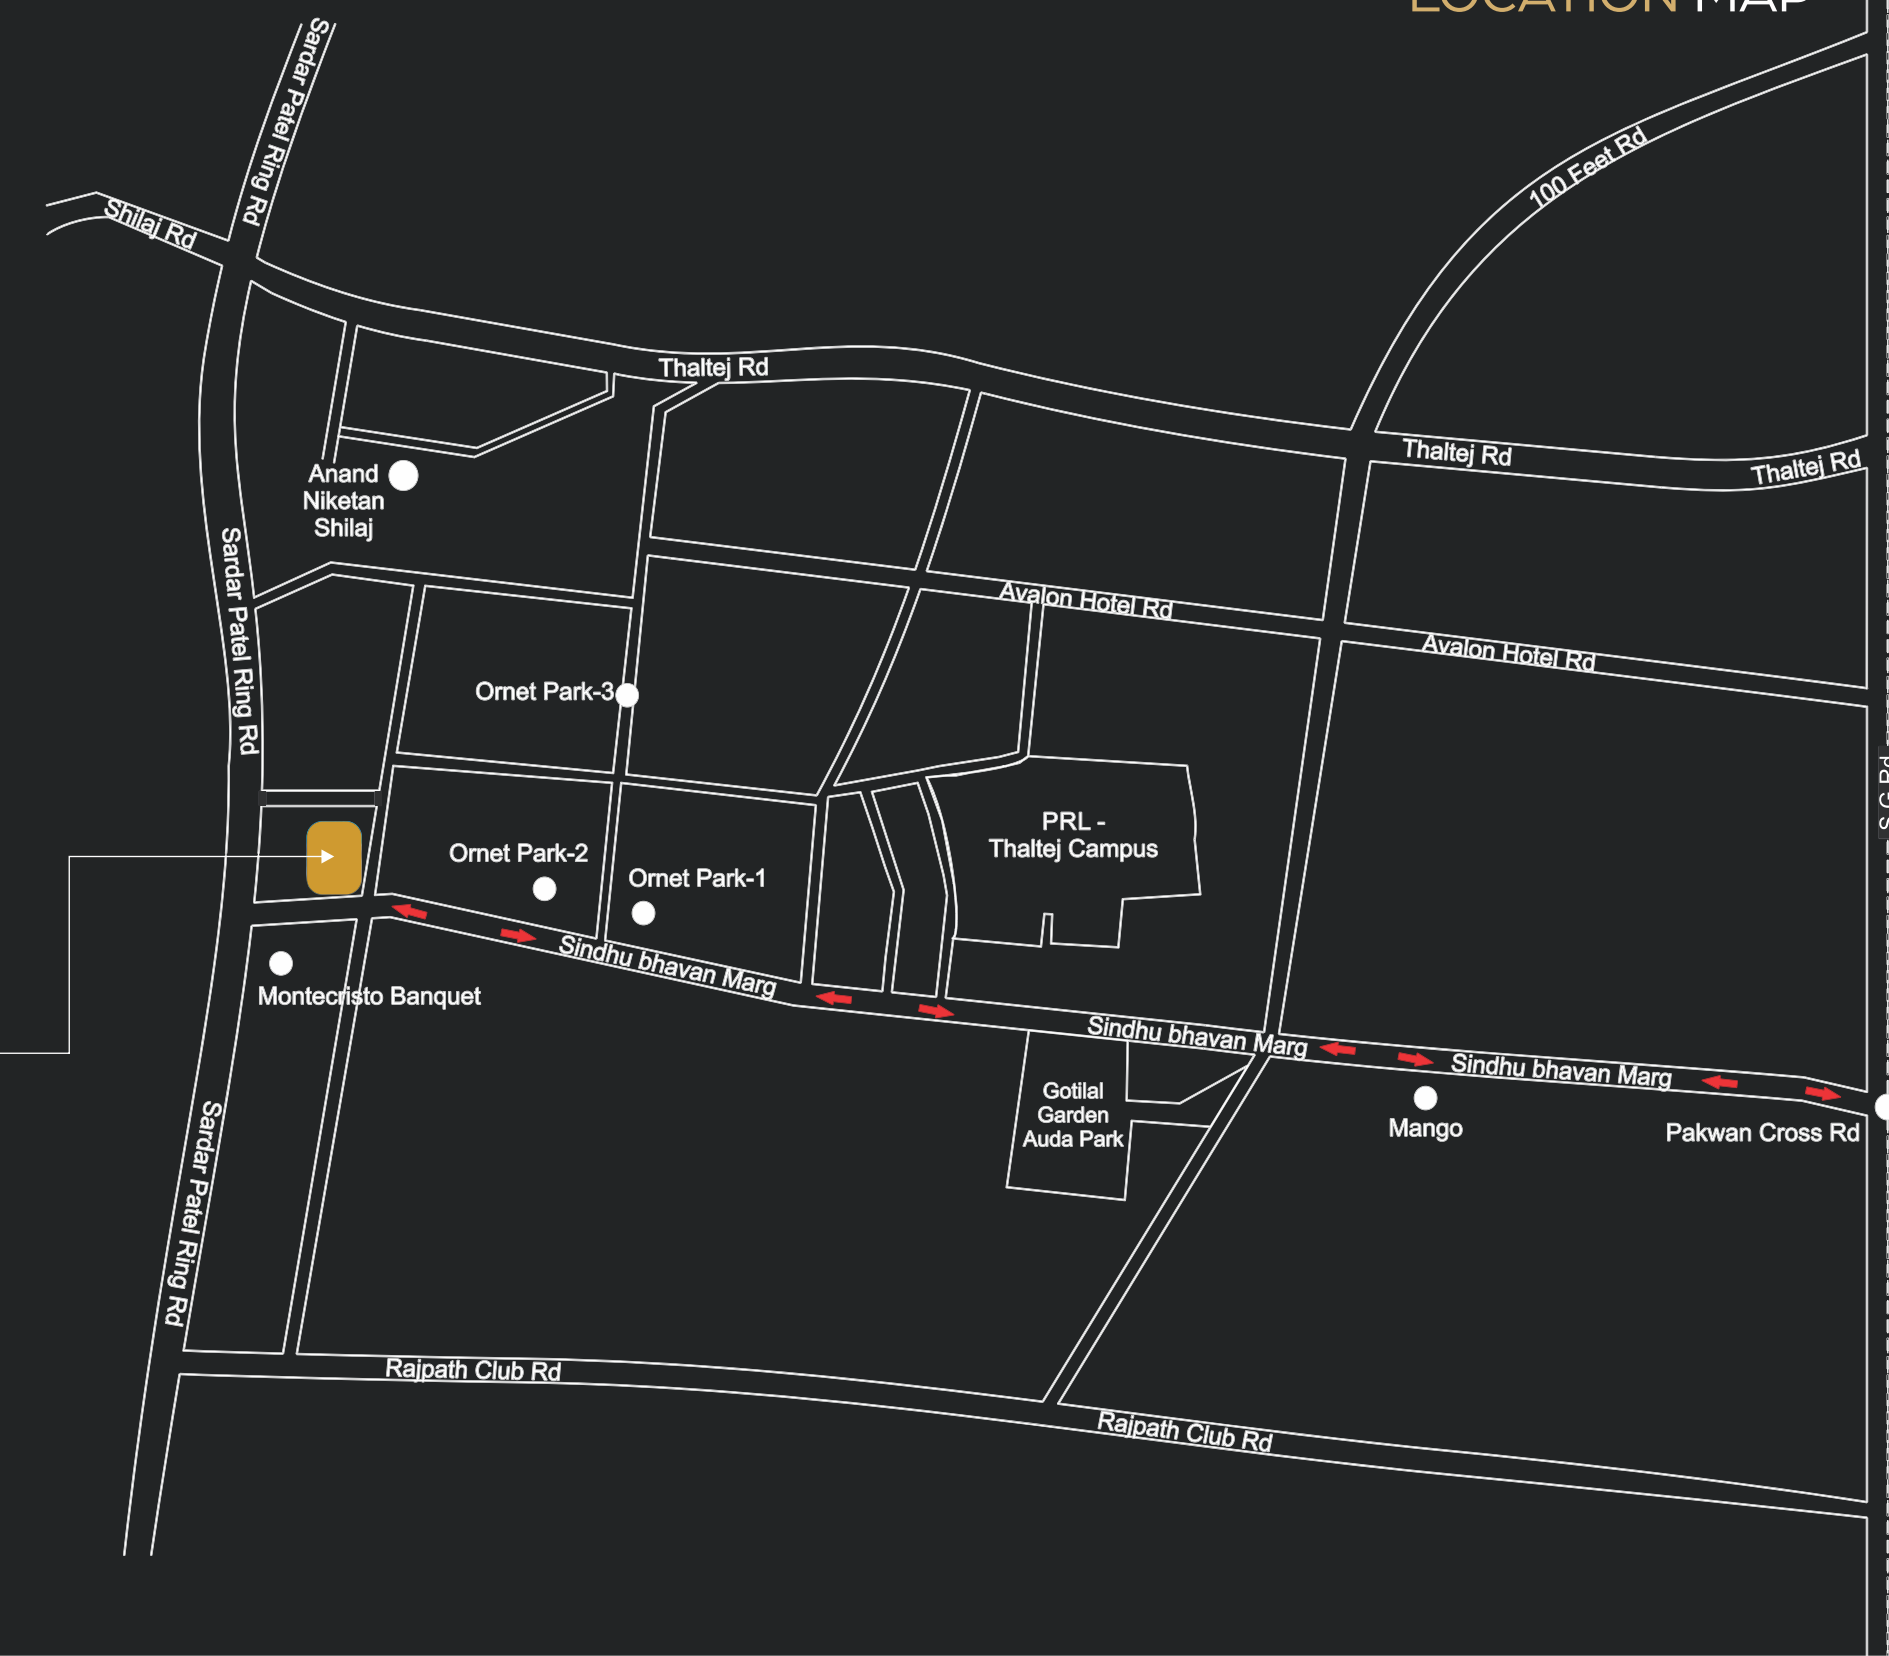 LOCATION MAP
Sardar Patel Ring Rd
100 Feet Rd
Shilaj Rd
Thaltej Rd
Thaltej Rd
Thaltej Rd
Anand
Niketan
Shilaj
Sardar Patel Ring Rd
Avalon Hotel Rd
Avalon Hotel Rd
Ornet Park-3
S G Rd
PRL -
Thaltej Campus
Ornet Park-2
Ornet Park-1
Sindhu bhavan Marg
Montecristo Banquet
Sindhu bhavan Marg
Sindhu bhavan Marg
Gotilal
Garden
Auda Park
Mango
Pakwan Cross Rd
Sardar Patel Ring Rd
Rajpath Club Rd
Rajpath Club Rd